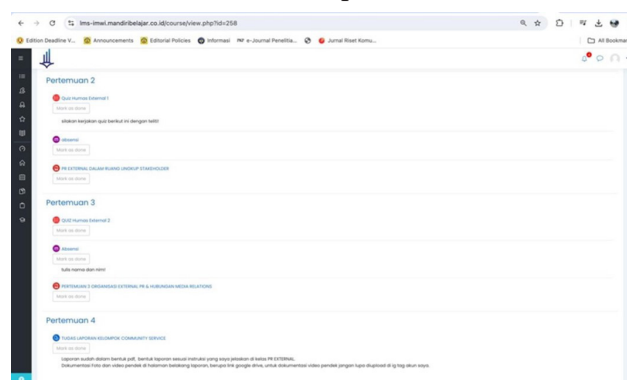 lms-imwi.mandiribelajar.co.id/course/view.php?id=258
Edition Deadline V...
Announcements
Editorial Policies
Informasi
e-Journal Penelitia...
Jurnal Riset Komu...
All Bookmar
Pertemuan 2
Quiz Humas External 1
Mark as done
silakan kerjakan quiz berikut ini dengan teliti!
absensi
Mark as done
PR EXTERNAL DALAM RUANG LINGKUP STAKEHOLDER
Mark as done
Pertemuan 3
QUIZ Humas External 2
Mark as done
Absensi
Mark as done
tulis nama dan nim!
PERTEMUAN 3 ORGANISASI EXTERNAL PR & HUBUNGAN MEDIA RELATIONS
Mark as done
Pertemuan 4
TUGAS LAPORAN KELOMPOK COMMUNITY SERVICE
Mark as done
Laporan sudah dalam bentuk pdf, bentuk laporan sesuai instruksi yang saya jelaskan di kelas PR EXTERNAL.
Dokumentasi Foto dan video pendek di halaman belakang laporan, berupa link google drive, untuk dokumentasi video pendek jangan lupa diupload di ig tag akun saya.